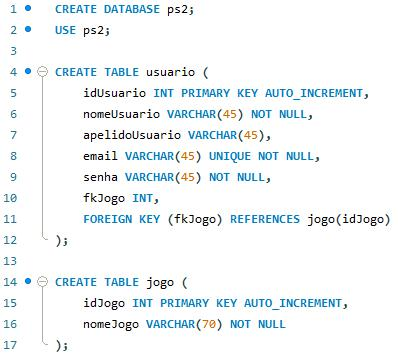 1 CREATE DATABASE ps2;
2 USE ps2;
3
4 CREATE TABLE usuario (
5 idUsuario INT PRIMARY KEY AUTO_INCREMENT,
6 nomeUsuario VARCHAR(45) NOT NULL,
7 apelidoUsuario VARCHAR(45),
8 email VARCHAR(45) UNIQUE NOT NULL,
9 senha VARCHAR(45) NOT NULL,
10 fkJogo INT,
11 FOREIGN KEY (fkJogo) REFERENCES jogo(idJogo)
12 );
13
14 CREATE TABLE jogo (
15 idJogo INT PRIMARY KEY AUTO_INCREMENT,
16 nomeJogo VARCHAR(70) NOT NULL
17 );